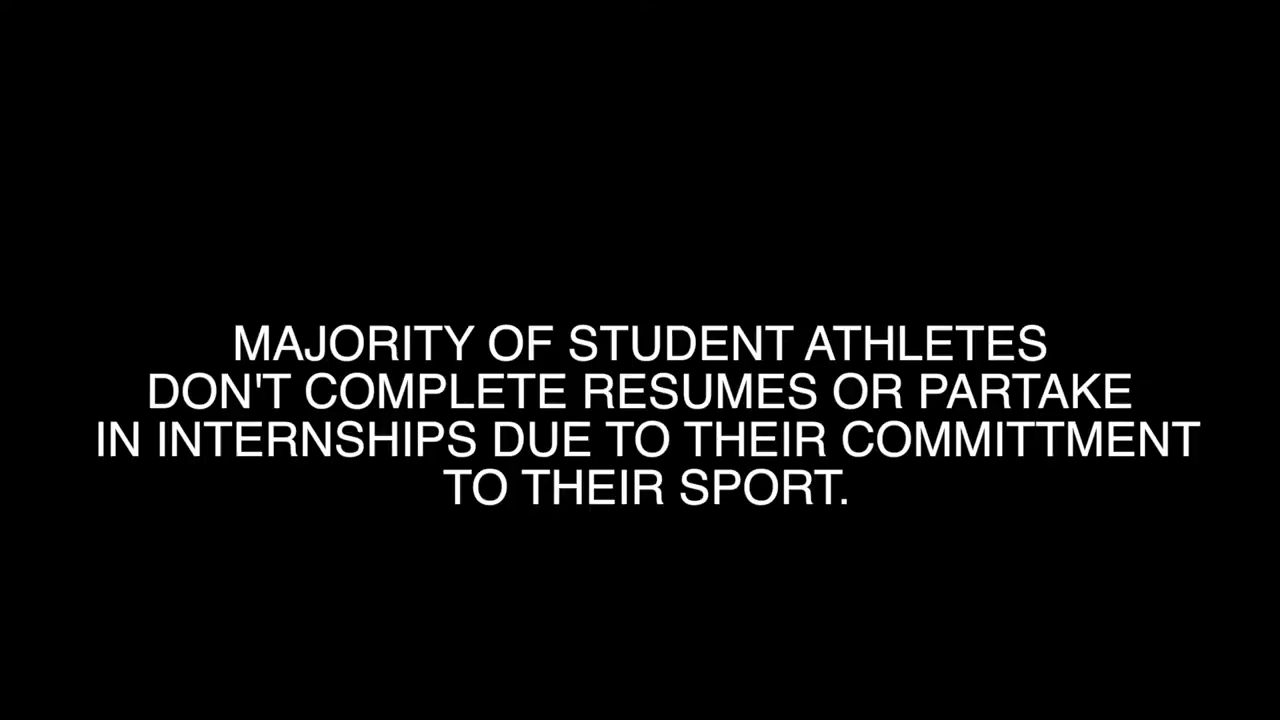 MAJORITY OF STUDENT ATHLETES
DON'T COMPLETE RESUMES OR PARTAKE
IN INTERNSHIPS DUE TO THEIR COMMITTMENT
TO THEIR SPORT.